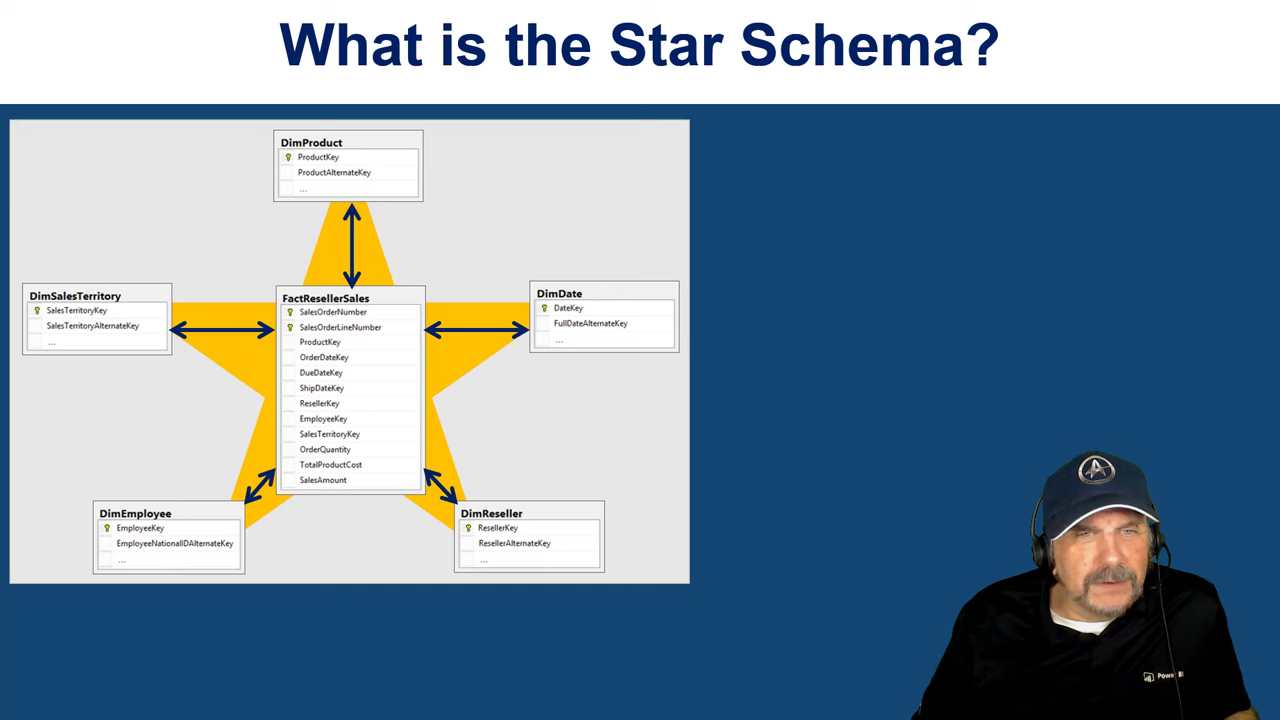 What is the Star Schema?
DimProduct
ProductKey
ProductAlternateKey
...
DimSalesTerritory
SalesTerritoryKey
SalesTerritoryAlternateKey
...
FactResellerSales
SalesOrderNumber
SalesOrderLineNumber
ProductKey
OrderDateKey
DueDateKey
ShipDateKey
ResellerKey
EmployeeKey
SalesTerritoryKey
OrderQuantity
TotalProductCost
SalesAmount
DimDate
DateKey
FullDateAlternateKey
...
DimEmployee
EmployeeKey
EmployeeNationalIDAlternateKey
...
DimReseller
ResellerKey
ResellerAlternateKey
...